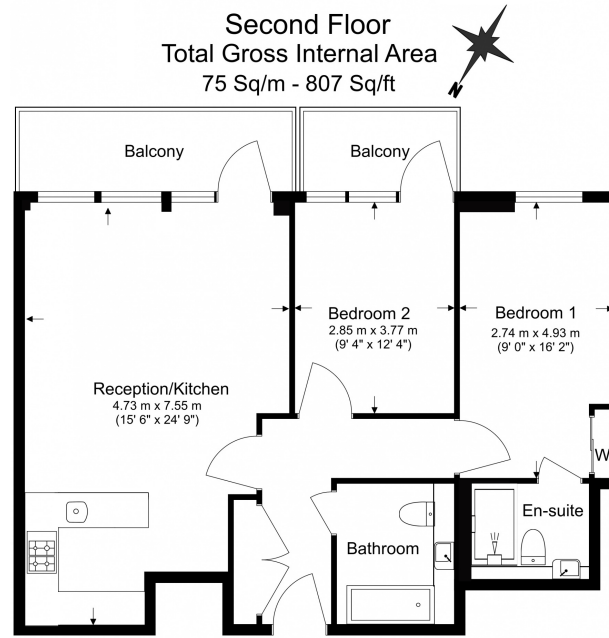 Second Floor
Total Gross Internal Area
75 Sq/m - 807 Sq/ft
N
Balcony
Balcony
Bedroom 2
2.85 m x 3.77 m
(9' 4" x 12' 4")
Bedroom 1
2.74 m x 4.93 m
(9' 0" x 16' 2")
Reception/Kitchen
4.73 m x 7.55 m
(15' 6" x 24' 9")
W
En-suite
Bathroom